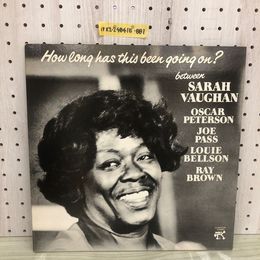 How long has this been going on?
between
SARAH
VAUGHAN
OSCAR
PETERSON
JOE
PASS
LOUIE
BELLSON
RAY
BROWN